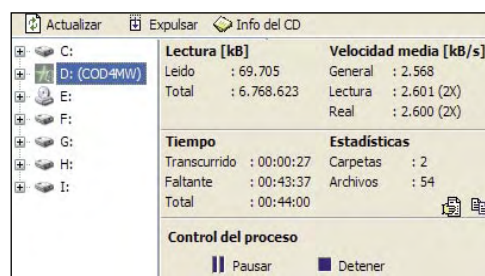 Actualizar Expulsar Info del CD
C:
D: (COD4MW)
E:
F:
G:
H:
I:
Lectura [kB]
Leido : 69.705
Total : 6.768.623
Velocidad media [kB/s]
General : 2.568
Lectura : 2.601 (2X)
Real : 2.600 (2X)
Tiempo
Transcurrido : 00:00:27
Faltante : 00:43:37
Total : 00:44:00
Estadísticas
Carpetas : 2
Archivos : 54
Control del proceso
Pausar Detener